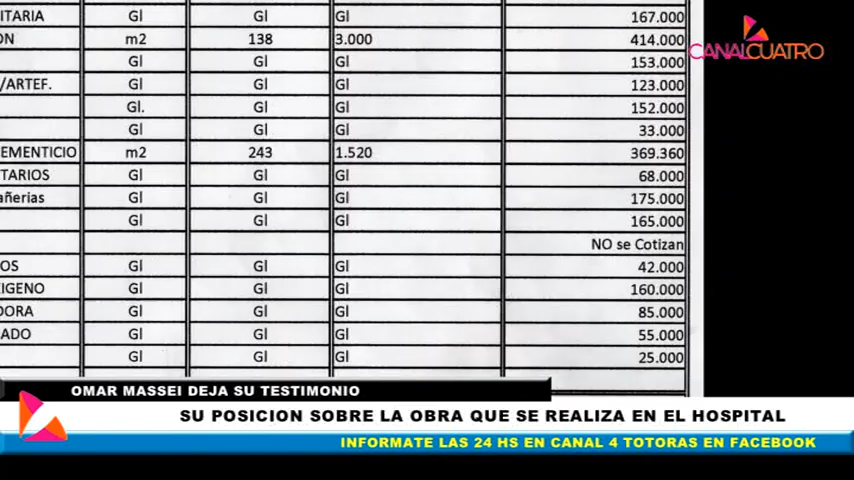 ITARIA Gl Gl Gl 167.000
ON m2 138 3.000 414.000
CANALCUATRO
Gl Gl Gl 153.000
/ARTEF. Gl Gl Gl 123.000
Gl. Gl Gl 152.000
Gl Gl Gl 33.000
EMENTICIO m2 243 1.520 369.360
TARIOS Gl Gl Gl 68.000
añerias Gl Gl Gl 175.000
Gl Gl Gl 165.000
NO se Cotizan
OS Gl Gl Gl 42.000
XIGENO Gl Gl Gl 160.000
DORA Gl Gl Gl 85.000
ADO Gl Gl Gl 55.000
Gl Gl Gl 25.000
OMAR MASSEI DEJA SU TESTIMONIO
SU POSICION SOBRE LA OBRA QUE SE REALIZA EN EL HOSPITAL
INFORMATE LAS 24 HS EN CANAL 4 TOTORAS EN FACEBOOK